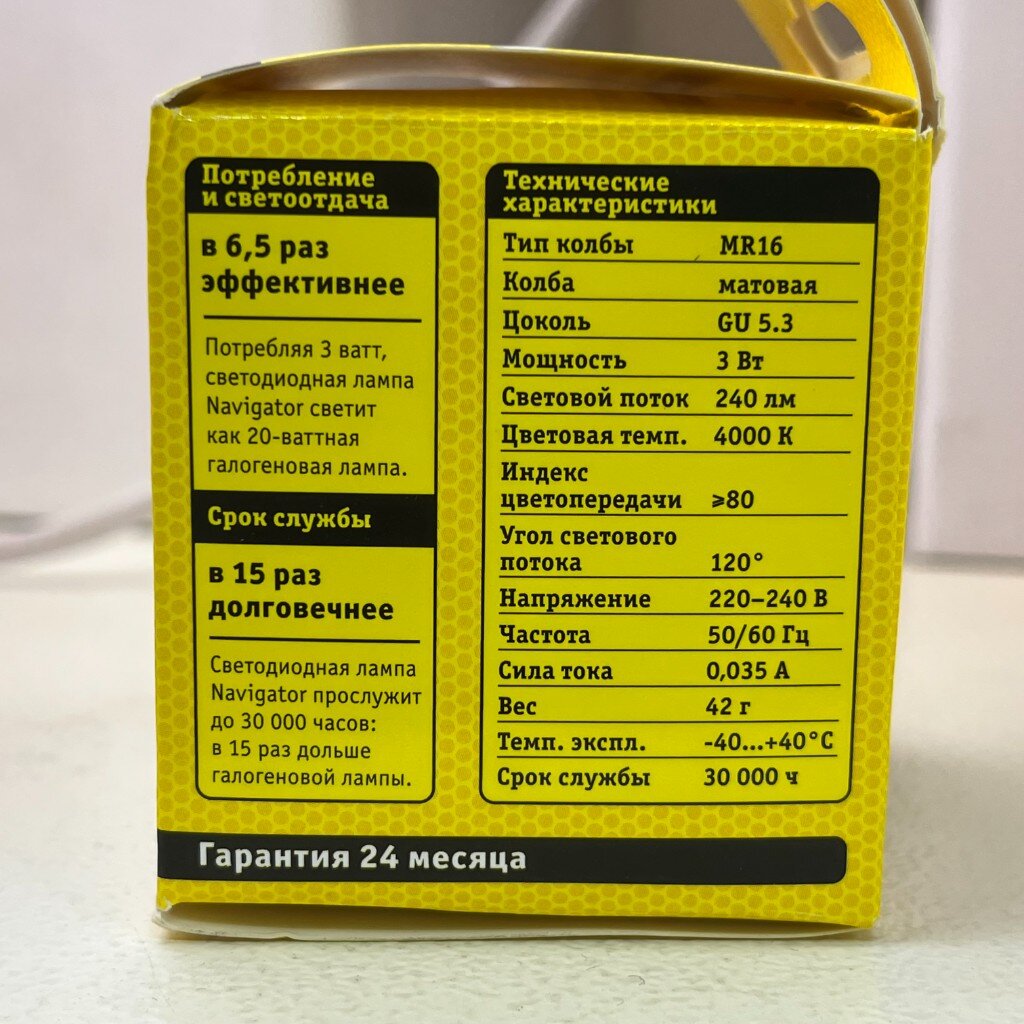 Потребление
и светоотдача
в 6,5 раз
эффективнее
Потребляя 3 ватт,
светодиодная лампа
Navigator светит
как 20-ваттная
галогеновая лампа.
Срок службы
в 15 раз
долговечнее
Светодиодная лампа
Navigator прослужит
до 30 000 часов:
в 15 раз дольше
галогеновой лампы.
Технические
характеристики
Тип колбы MR16
Колба матовая
Цоколь GU 5.3
Мощность 3 Вт
Световой поток 240 лм
Цветовая темп. 4000 К
Индекс
цветопередачи ≥80
Угол светового
потока 120°
Напряжение 220–240 В
Частота 50/60 Гц
Сила тока 0,035 А
Вес 42 г
Темп. экспл. -40...+40°С
Срок службы 30 000 ч
Гарантия 24 месяца